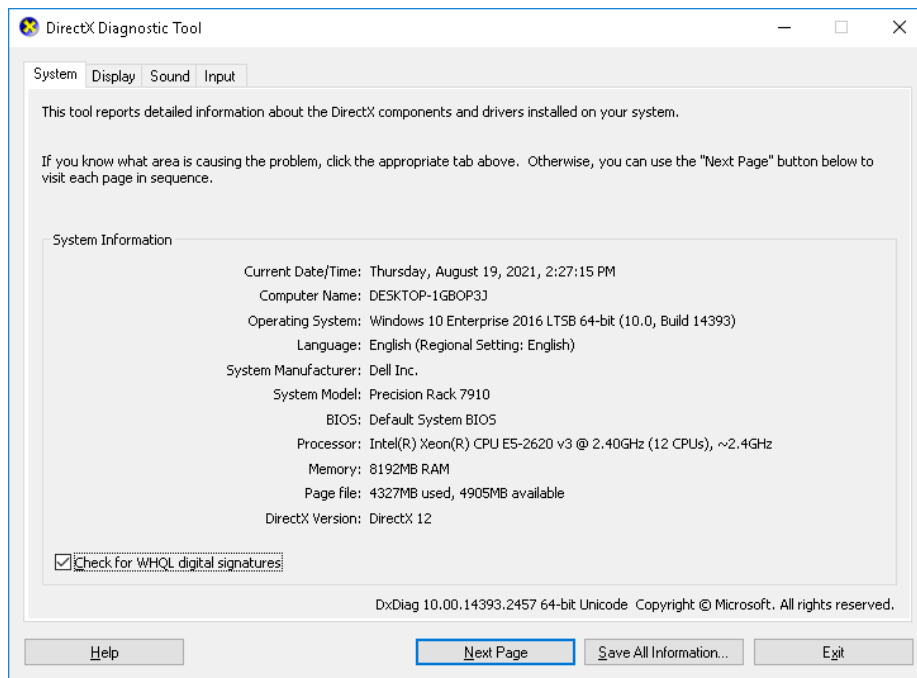 DirectX Diagnostic Tool
System Display Sound Input
This tool reports detailed information about the DirectX components and drivers installed on your system.
If you know what area is causing the problem, click the appropriate tab above.  Otherwise, you can use the "Next Page" button below to
visit each page in sequence.
System Information
Current Date/Time: Thursday, August 19, 2021, 2:27:15 PM
Computer Name: DESKTOP-1GBOP3J
Operating System: Windows 10 Enterprise 2016 LTSB 64-bit (10.0, Build 14393)
Language: English (Regional Setting: English)
System Manufacturer: Dell Inc.
System Model: Precision Rack 7910
BIOS: Default System BIOS
Processor: Intel(R) Xeon(R) CPU E5-2620 v3 @ 2.40GHz (12 CPUs), ~2.4GHz
Memory: 8192MB RAM
Page file: 4327MB used, 4905MB available
DirectX Version: DirectX 12
Check for WHQL digital signatures
DxDiag 10.00.14393.2457 64-bit Unicode  Copyright © Microsoft. All rights reserved.
Help Next Page Save All Information... Exit